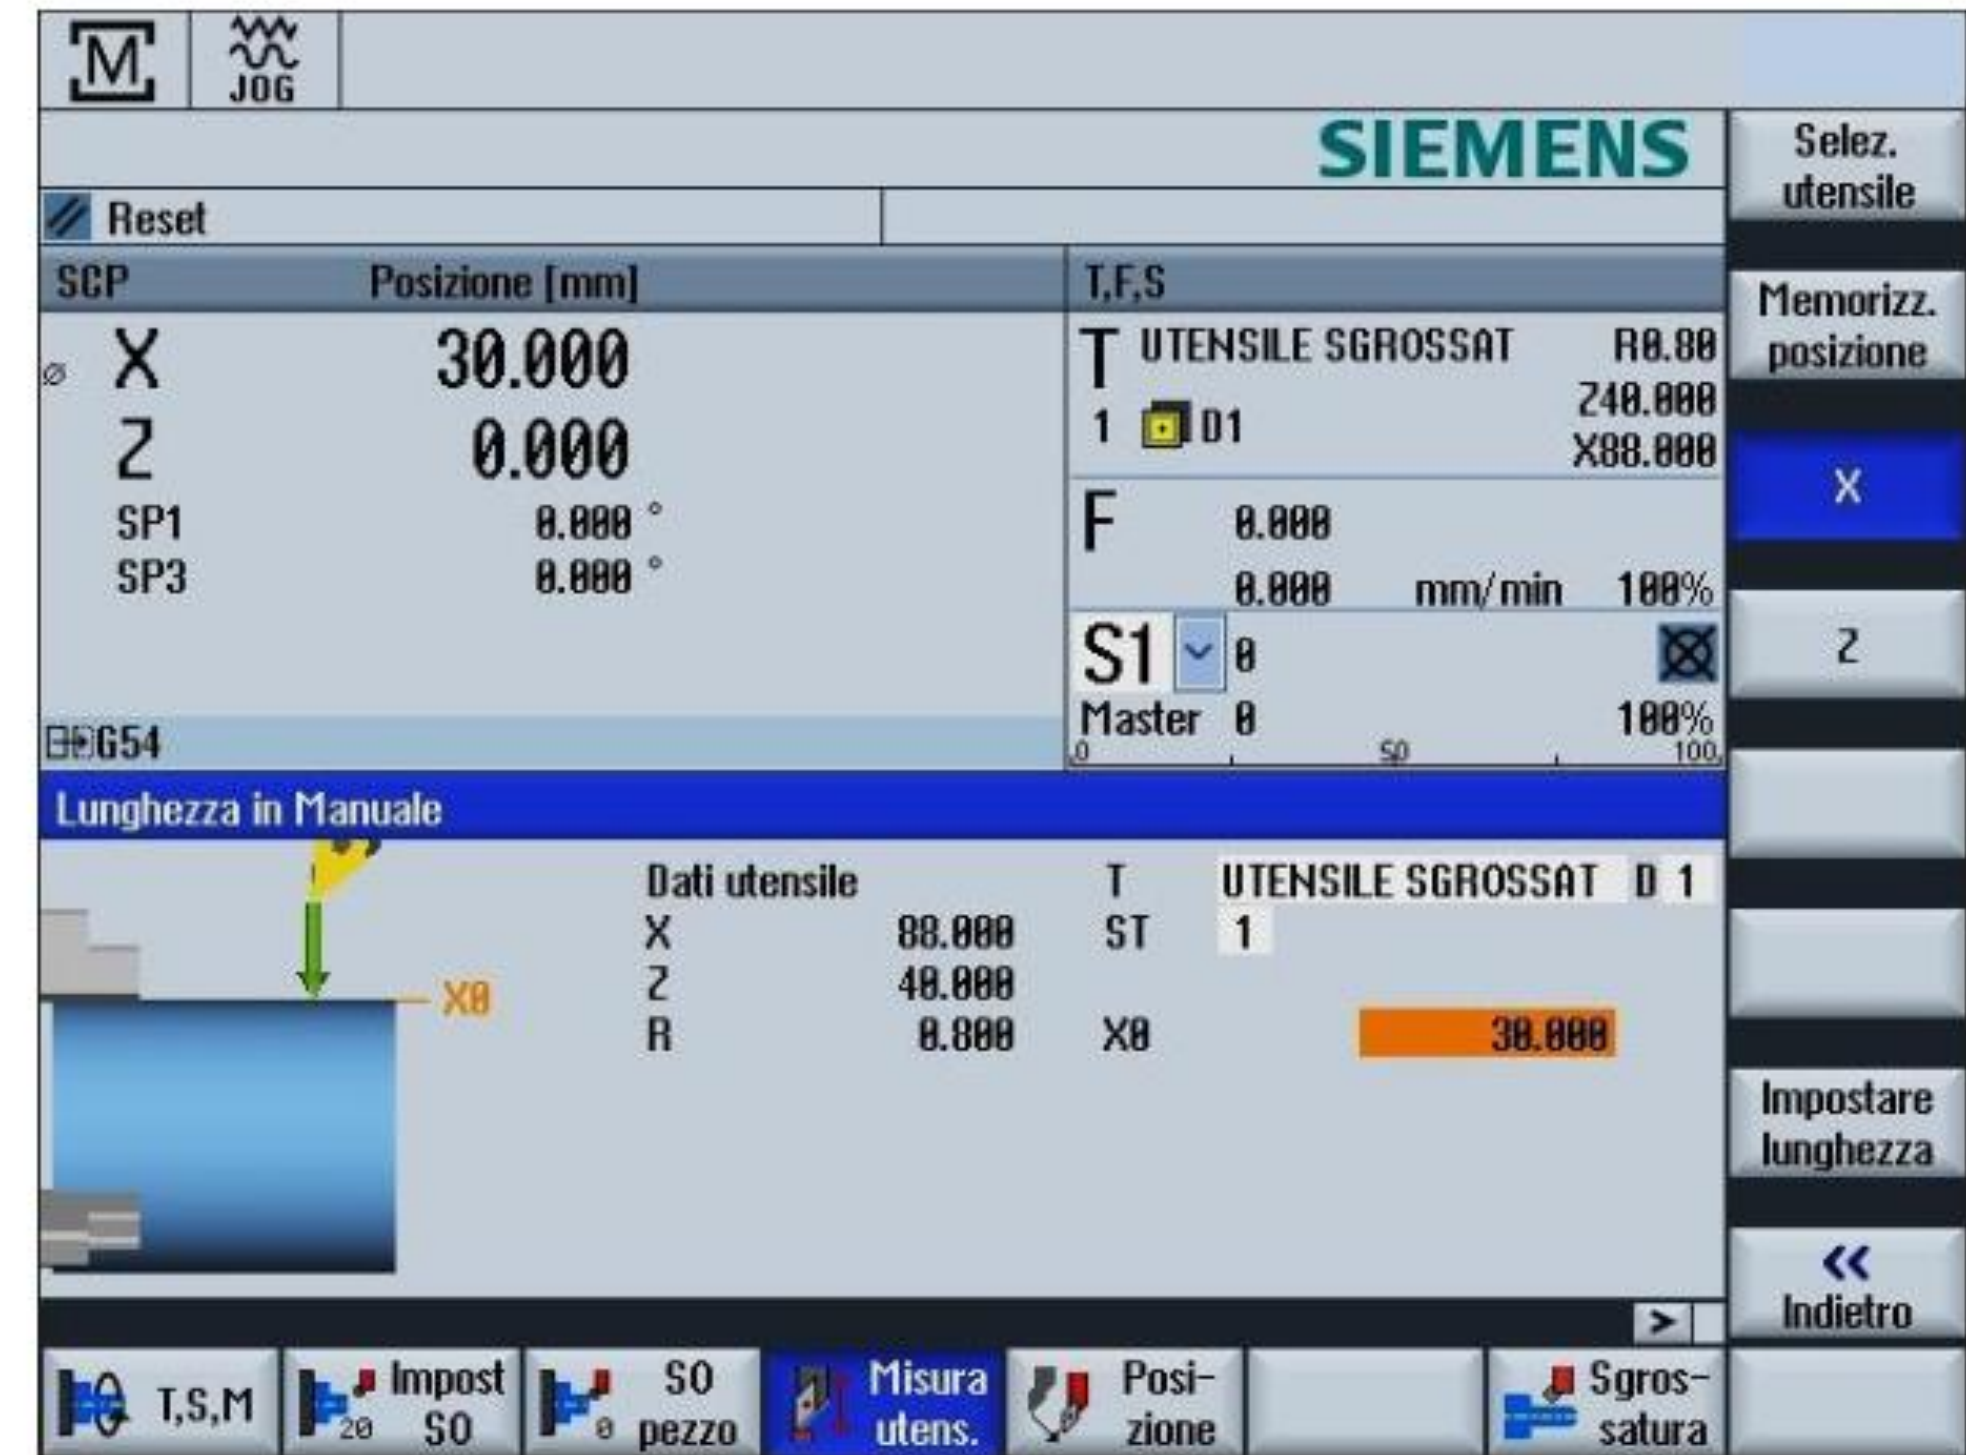 M
JOG
SIEMENS
Reset
SCP Posizione [mm]
ø X 30.000
Z 0.000
SP1 0.000 °
SP3 0.000 °
G54
T,F,S
T UTENSILE SGROSSAT R0.80
Z40.000
1 D1
X88.000
F 0.000
0.000 mm/min 100%
S1 0
Master 0 100%
0 50 100
Lunghezza in Manuale
X0
Dati utensile
X 88.000
Z 40.000
R 0.800
T UTENSILE SGROSSAT D 1
ST 1
X0 30.000
Selez.
utensile
Memorizz.
posizione
X
Z
Impostare
lunghezza
«
Indietro
>
T,S,M
Impost
20 SO
SO
0 pezzo
Misura
utens.
Posi-
zione
Sgros-
satura